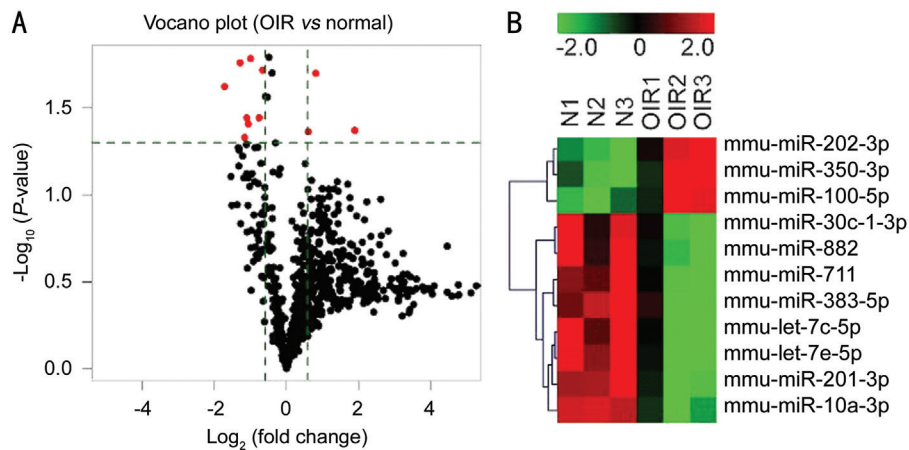 A
Vocano plot (OIR vs normal)
-Log10 (P-value)
1.5
1.0
0.5
0.0
-4 -2 0 2 4
Log2 (fold change)
B
-2.0 2.0
N1 N2 N3 OIR1 OIR2 OIR3
mmu-miR-202-3p
mmu-miR-350-3p
mmu-miR-100-5p
mmu-miR-30c-1-3p
mmu-miR-882
mmu-miR-711
mmu-miR-383-5p
mmu-let-7c-5p
mmu-let-7e-5p
mmu-miR-201-3p
mmu-miR-10a-3p